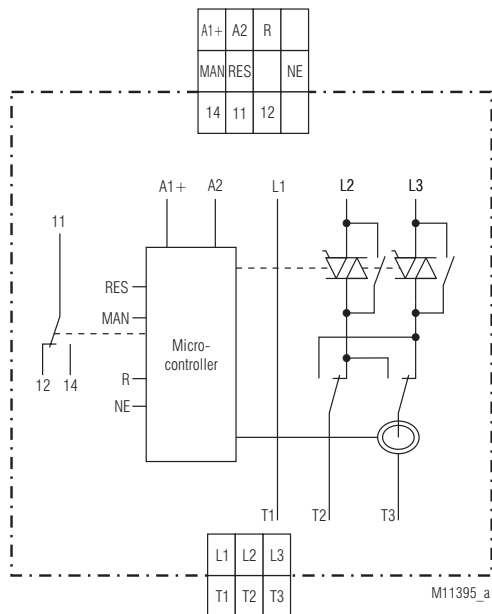 A1+ A2 R
MAN RES NE
14 11 12
A1+ A2 L1 L2 L3
11
RES
MAN
Micro-
controller
12 14
R
NE
T1 T2 T3
L1 L2 L3
T1 T2 T3
M11395_a